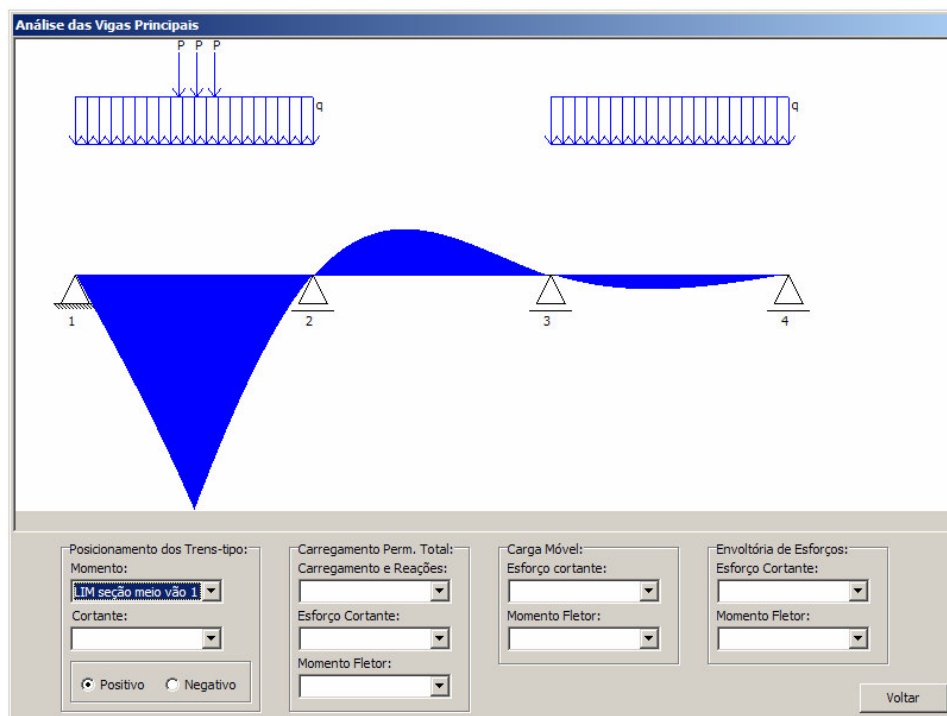 Análise das Vigas Principais
P P P
q q
1 2 3 4
Posicionamento dos Trens-tipo:
Momento:
LIM seção meio vão 1
Cortante:
Positivo Negativo
Carregamento Perm. Total:
Carregamento e Reações:
Esforço Cortante:
Momento Fletor:
Carga Móvel:
Esforço cortante:
Momento Fletor:
Envoltória de Esforços:
Esforço Cortante:
Momento Fletor:
Voltar